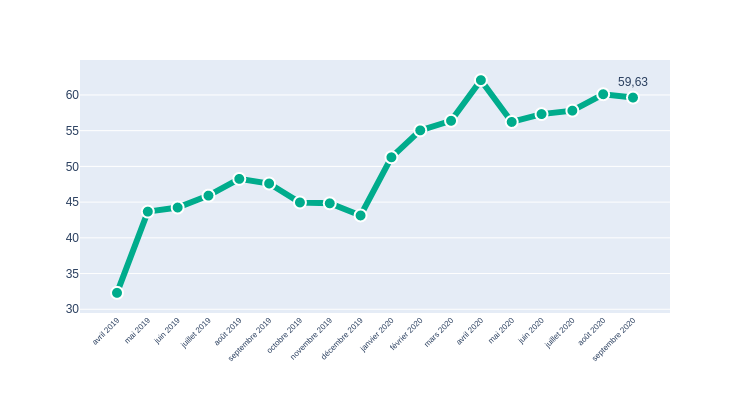 59,63
60
55
50
45
40
35
30
avril 2019
mai 2019
juin 2019
juillet 2019
août 2019
septembre 2019
octobre 2019
novembre 2019
décembre 2019
janvier 2020
février 2020
mars 2020
avril 2020
mai 2020
juin 2020
juillet 2020
août 2020
septembre 2020